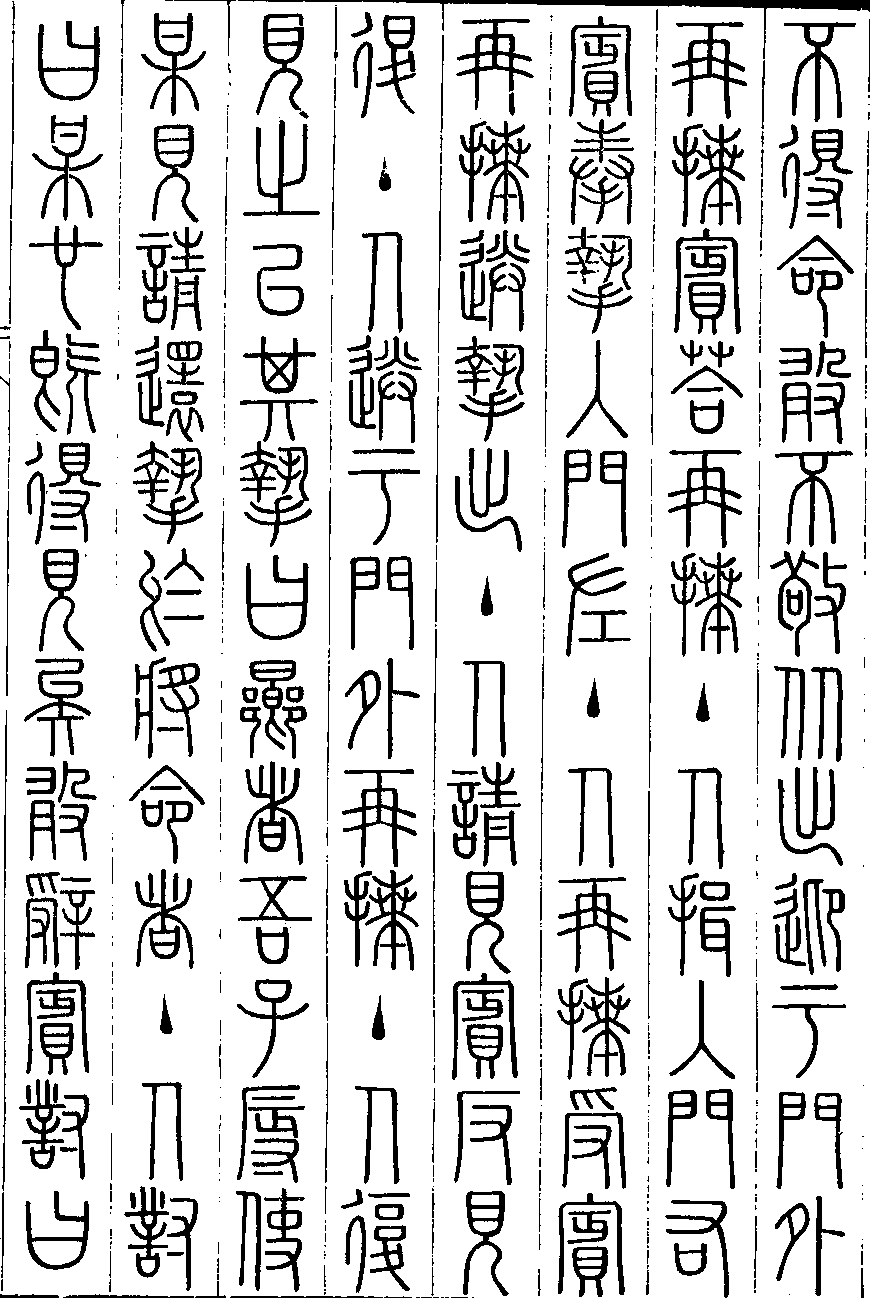 不得命敢不敬从出迎于門外
再拜賓荅再拜主人揖入門右
賓奉摯入門左主人再拜受賓
再拜送摯出主人請見賓反見
退主人送于門外再拜主人復
見之以其摯曰曏者吾子辱使
某見請還摯於將命者主人對
曰某也既得見矣敢辭賓對曰